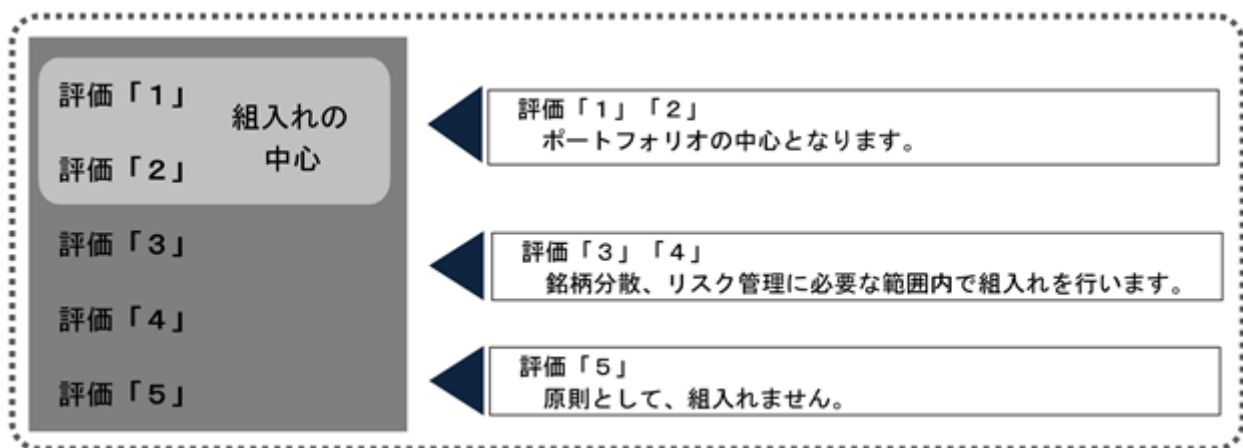 評価「１」
組入れの
中心
評価「２」
評価「３」
評価「４」
評価「５」
評価「１」「２」
ポートフォリオの中心となります。
評価「３」「４」
銘柄分散、リスク管理に必要な範囲内で組入れを行います。
評価「５」
原則として、組入れません。